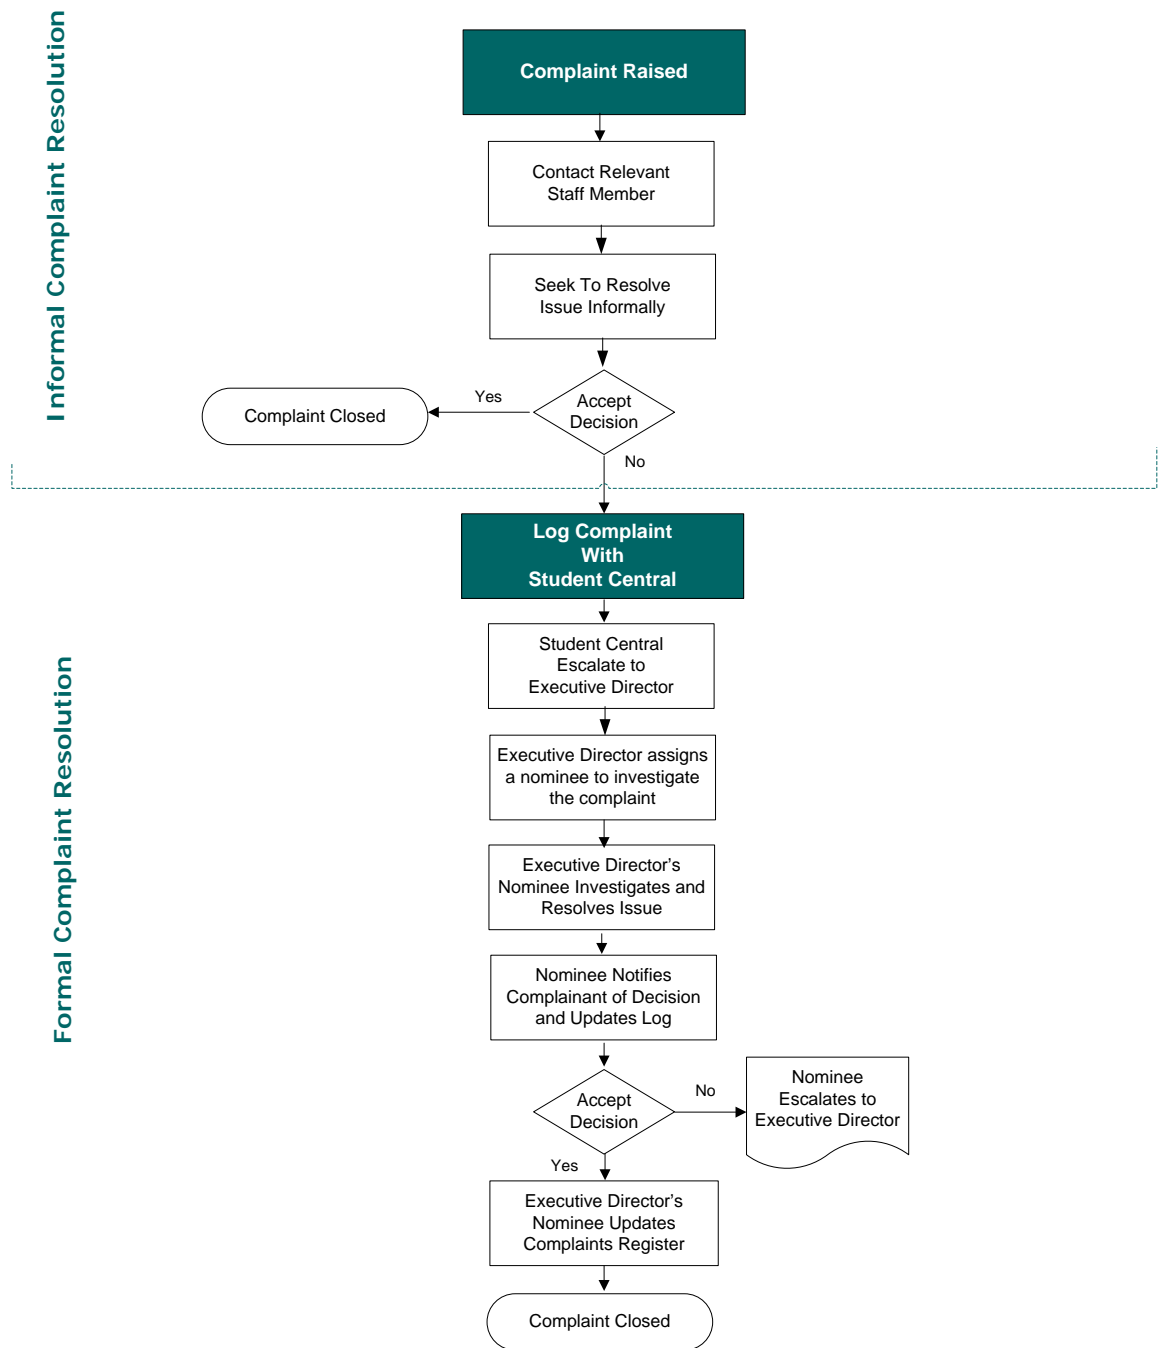 Informal Complaint Resolution
Complaint Raised
Contact Relevant
Staff Member
Seek To Resolve
Issue Informally
Accept
Decision
Yes
Complaint Closed
No
Formal Complaint Resolution
Log Complaint
With
Student Central
Student Central
Escalate to
Executive Director
Executive Director assigns
a nominee to investigate
the complaint
Executive Director's
Nominee Investigates and
Resolves Issue
Nominee Notifies
Complainant of Decision
and Updates Log
Accept
Decision
No
Nominee
Escalates to
Executive Director
Yes
Executive Director's
Nominee Updates
Complaints Register
Complaint Closed